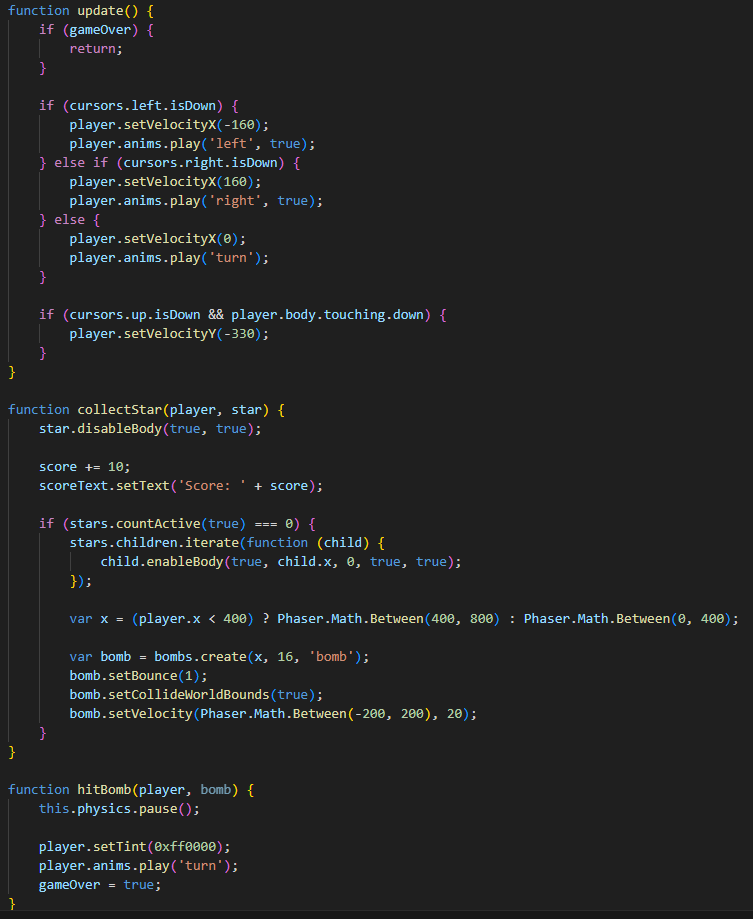 function update() {
    if (gameOver) {
        return;
    }

    if (cursors.left.isDown) {
        player.setVelocityX(-160);
        player.anims.play('left', true);
    } else if (cursors.right.isDown) {
        player.setVelocityX(160);
        player.anims.play('right', true);
    } else {
        player.setVelocityX(0);
        player.anims.play('turn');
    }

    if (cursors.up.isDown && player.body.touching.down) {
        player.setVelocityY(-330);
    }
}

function collectStar(player, star) {
    star.disableBody(true, true);

    score += 10;
    scoreText.setText('Score: ' + score);

    if (stars.countActive(true) === 0) {
        stars.children.iterate(function (child) {
            child.enableBody(true, child.x, 0, true, true);
        });

        var x = (player.x < 400) ? Phaser.Math.Between(400, 800) : Phaser.Math.Between(0, 400);

        var bomb = bombs.create(x, 16, 'bomb');
        bomb.setBounce(1);
        bomb.setCollideWorldBounds(true);
        bomb.setVelocity(Phaser.Math.Between(-200, 200), 20);
    }
}

function hitBomb(player, bomb) {
    this.physics.pause();

    player.setTint(0xff0000);
    player.anims.play('turn');
    gameOver = true;
}